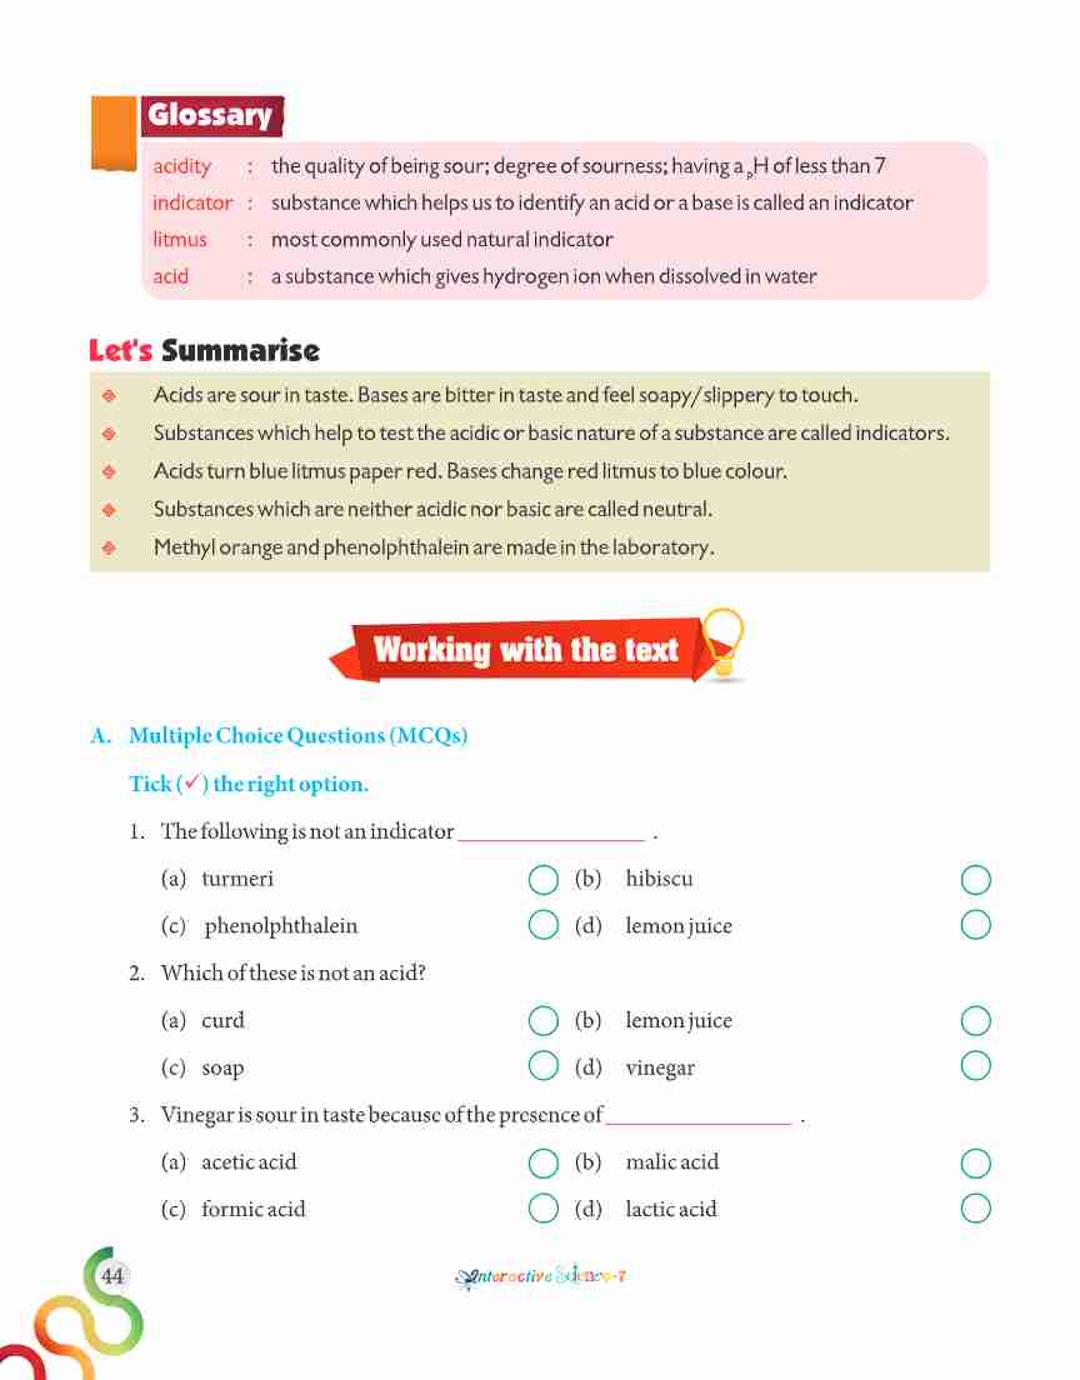 Glossary
acidity : the quality of being sour; degree of sourness; having a pH of less than 7
indicator : substance which helps us to identify an acid or a base is called an indicator
litmus : most commonly used natural indicator
acid : a substance which gives hydrogen ion when dissolved in water
Let's Summarise
Acids are sour in taste. Bases are bitter in taste and feel soapy/slippery to touch.
Substances which help to test the acidic or basic nature of a substance are called indicators.
Acids turn blue litmus paper red. Bases change red litmus to blue colour.
Substances which are neither acidic nor basic are called neutral.
Methyl orange and phenolphthalein are made in the laboratory.
Working with the text
A. Multiple Choice Questions (MCQs)
Tick (✓) the right option.
1. The following is not an indicator ________________ .
(a) turmeri (b) hibiscu
(c) phenolphthalein (d) lemon juice
2. Which of these is not an acid?
(a) curd (b) lemon juice
(c) soap (d) vinegar
3. Vinegar is sour in taste because of the presence of ________________ .
(a) acetic acid (b) malic acid
(c) formic acid (d) lactic acid
44
Interactive Science-7